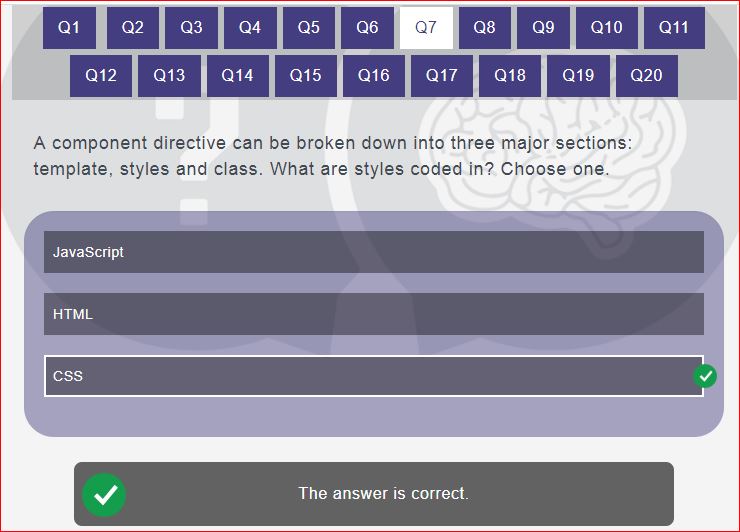 Q1 Q2 Q3 Q4 Q5 Q6 Q7 Q8 Q9 Q10 Q11
Q12 Q13 Q14 Q15 Q16 Q17 Q18 Q19 Q20
A component directive can be broken down into three major sections:
template, styles and class. What are styles coded in? Choose one.
JavaScript
HTML
CSS
The answer is correct.